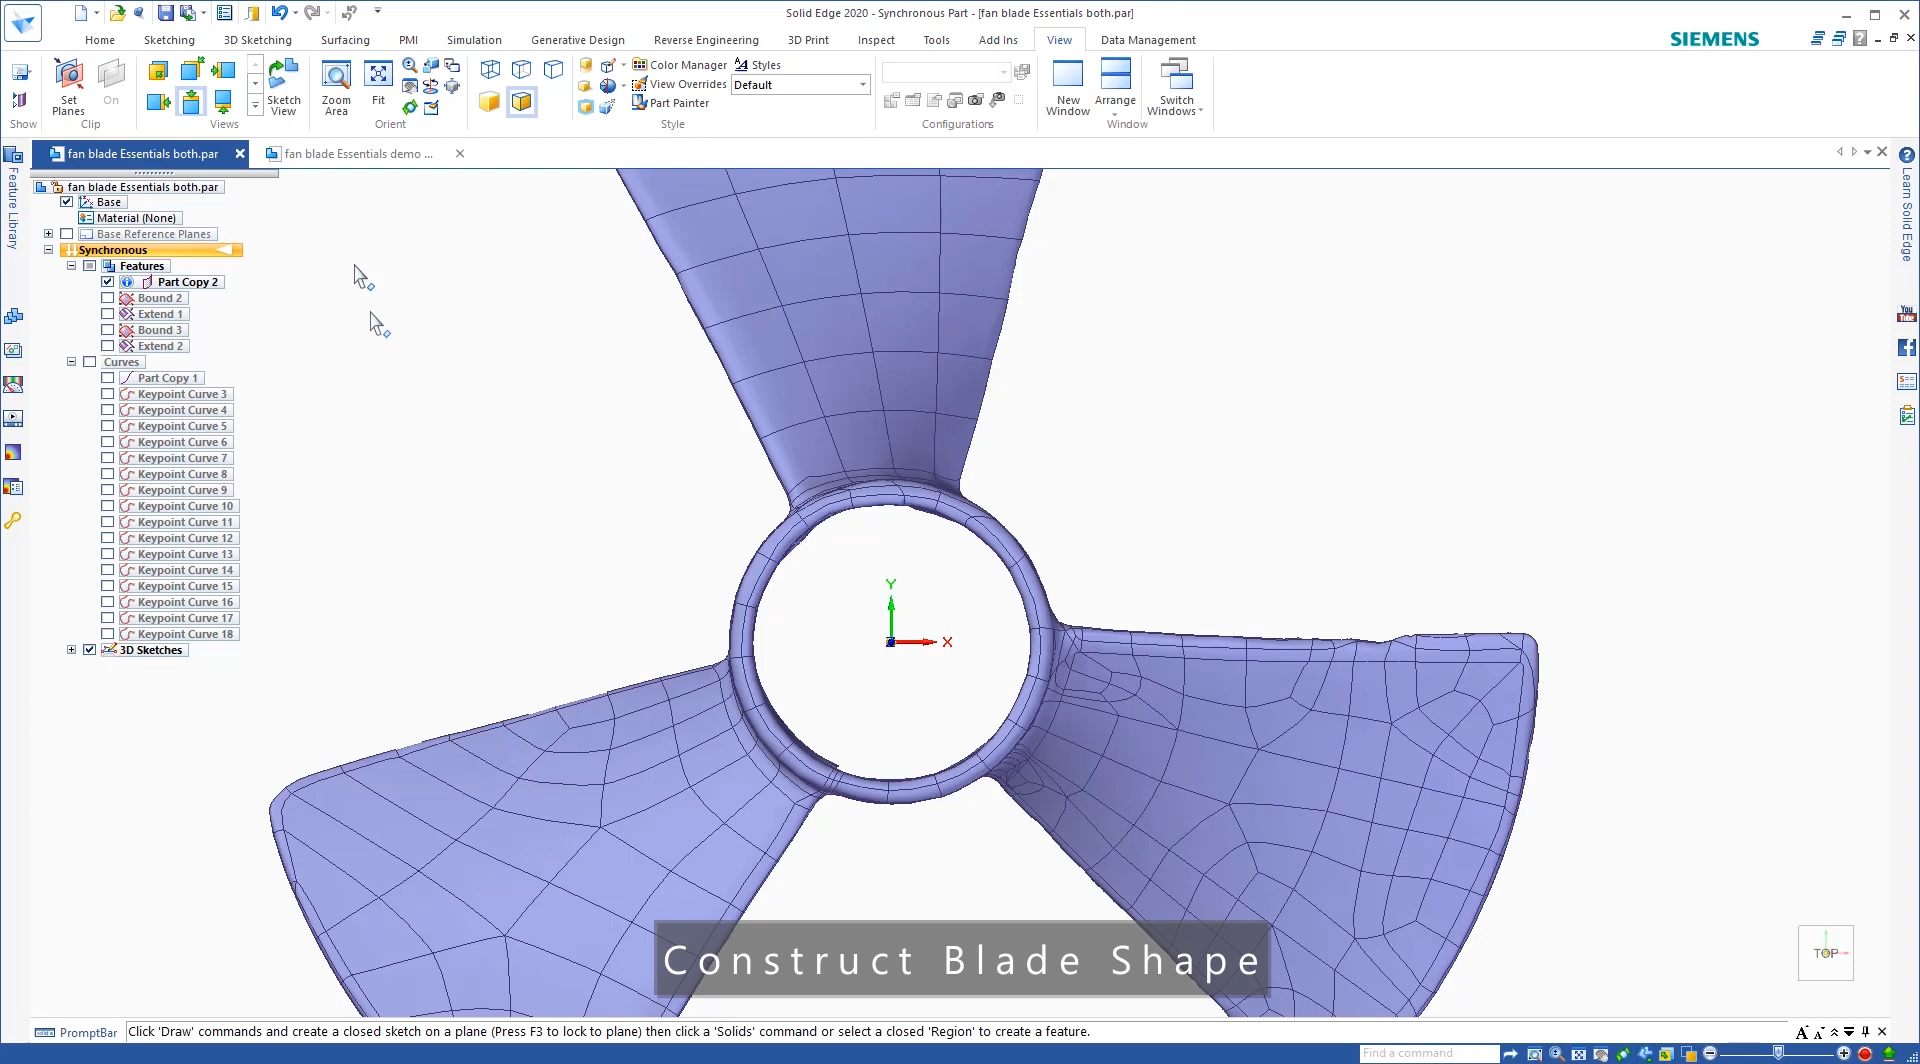 Solid Edge 2020 - Synchronous Part - [fan blade Essentials both.par]
Home Sketching 3D Sketching Surfacing PMI Simulation Generative Design Reverse Engineering 3D Print Inspect Tools Add Ins View Data Management
SIEMENS
Set Planes
On
Sketch View
Zoom Area
Fit
Color Manager
Styles
View Overrides
Default
Part Painter
New Window
Arrange
Switch Windows
Show
Clip
Views
Orient
Style
Configurations
Window
fan blade Essentials both.par
fan blade Essentials demo ...
Feature Library
Learn Solid Edge
You Tube
fan blade Essentials both.par
Base
Material (None)
Base Reference Planes
Synchronous
Features
Part Copy 2
Bound 2
Extend 1
Bound 3
Extend 2
Curves
Part Copy 1
Keypoint Curve 3
Keypoint Curve 4
Keypoint Curve 5
Keypoint Curve 6
Keypoint Curve 7
Keypoint Curve 8
Keypoint Curve 9
Keypoint Curve 10
Keypoint Curve 11
Keypoint Curve 12
Keypoint Curve 13
Keypoint Curve 14
Keypoint Curve 15
Keypoint Curve 16
Keypoint Curve 17
Keypoint Curve 18
3D Sketches
Y
X
Construct Blade Shape
TOP
PromptBar
Click 'Draw' commands and create a closed sketch on a plane (Press F3 to lock to plane) then click a 'Solids' command or select a closed 'Region' to create a feature.
Find a command